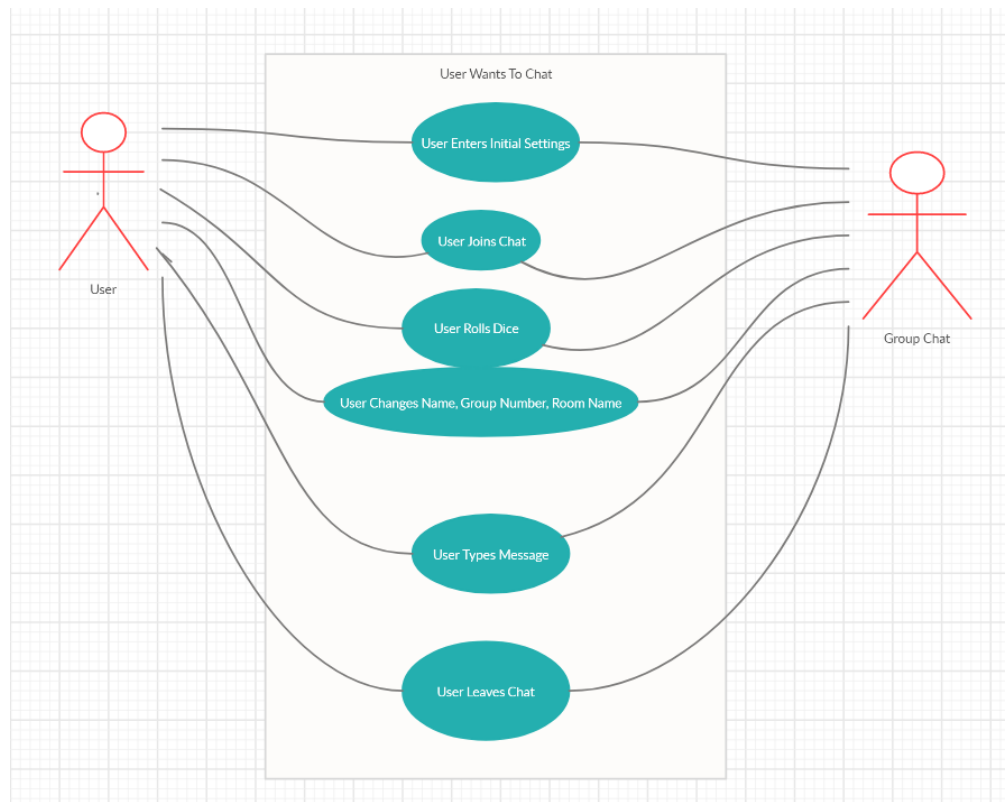 User Wants To Chat
User Enters Initial Settings
User Joins Chat
User Rolls Dice
User
Group Chat
User Changes Name, Group Number, Room Name
User Types Message
User Leaves Chat